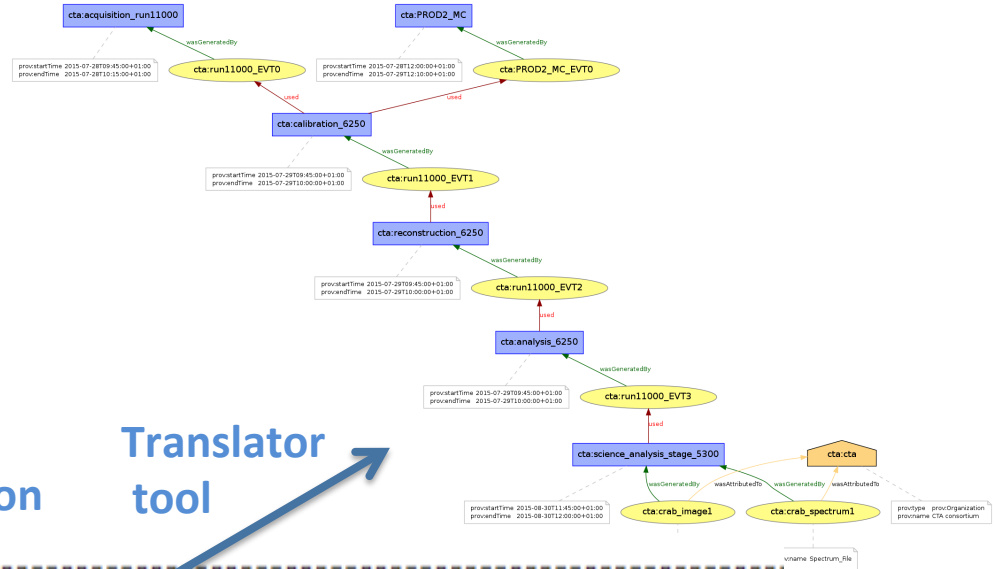 cta:acquisition_run11000
cta:PROD2_MC
wasGeneratedBy
wasGeneratedBy
prov:startTime 2015-07-28T09:45:00+01:00
prov:endTime 2015-07-28T10:15:00+01:00
cta:run11000_EVT0
prov:startTime 2015-07-28T12:00:00+01:00
prov:endTime 2015-07-29T12:10:00+01:00
cta:PROD2_MC_EVT0
used
used
cta:calibration_6250
wasGeneratedBy
prov:startTime 2015-07-29T09:45:00+01:00
prov:endTime 2015-07-29T10:00:00+01:00
cta:run11000_EVT1
used
cta:reconstruction_6250
wasGeneratedBy
prov:startTime 2015-07-29T09:45:00+01:00
prov:endTime 2015-07-29T10:00:00+01:00
cta:run11000_EVT2
used
cta:analysis_6250
wasGeneratedBy
prov:startTime 2015-07-29T09:45:00+01:00
prov:endTime 2015-07-29T10:00:00+01:00
cta:run11000_EVT3
used
Translator
tool
on
cta:science_analysis_stage_5300
cta:cta
wasGeneratedBy
wasAttributedTo
wasGeneratedBy
wasAttributedTo
prov:startTime 2015-08-30T11:45:00+01:00
prov:endTime 2015-08-30T12:00:00+01:00
cta:crab_image1
cta:crab_spectrum1
prov:type prov:Organization
prov:name CTA consortium
v:name Spectrum_File